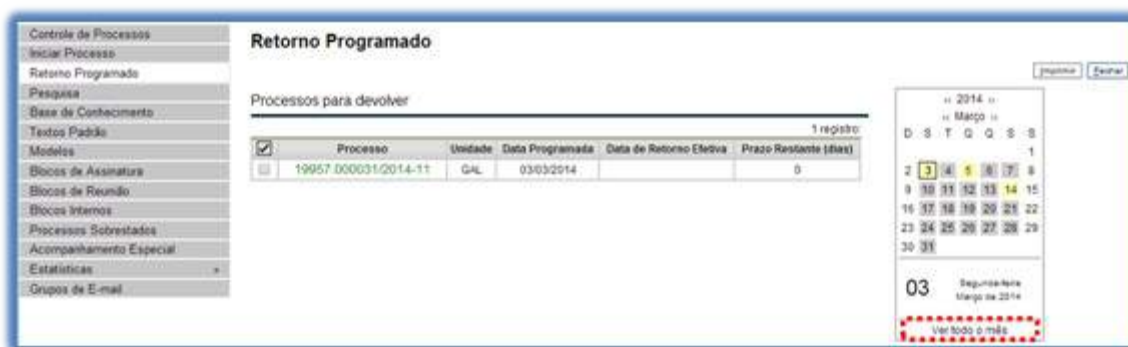 Controle de Processos
Iniciar Processo
Retorno Programado
Pesquisa
Base de Conhecimento
Textos Padrão
Modelos
Blocos de Assinatura
Blocos de Reunião
Blocos Internos
Processos Sobrestados
Acompanhamento Especial
Estatísticas
Grupos de E-mail
Retorno Programado
Imprimir Fechar
Processos para devolver
1 registro:
Processo Unidade Data Programada Data de Retorno Efetiva Prazo Restante (dias)
19957.000031/2014-11 GAL 03/03/2014 0
‹‹ 2014 ››
‹‹ Março ››
D S T Q Q S S
1
2 3 4 5 6 7 8
9 10 11 12 13 14 15
16 17 18 19 20 21 22
23 24 25 26 27 28 29
30 31
03 Segunda-feira
Março de 2014
Ver todo o mês